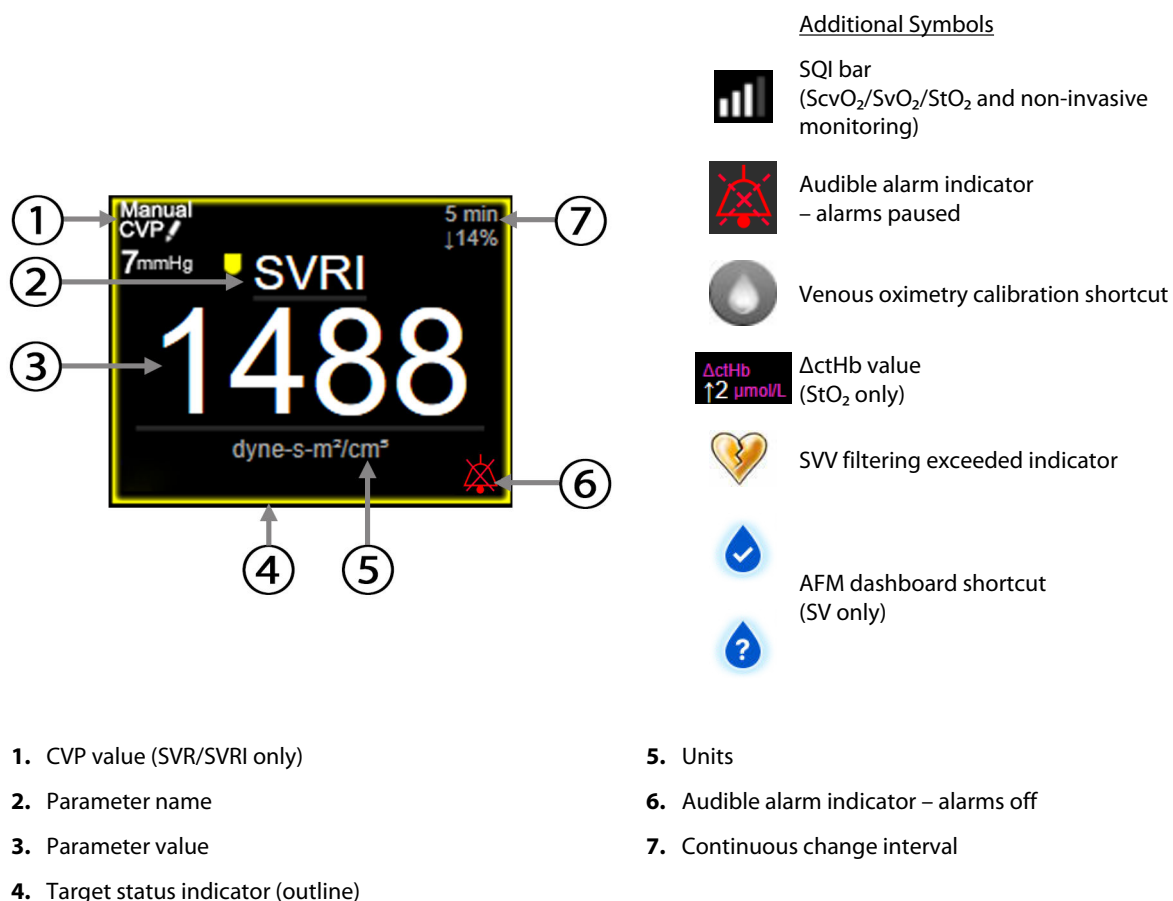 Additional Symbols
SQI bar
(ScvO₂/SvO₂/StO₂ and non-invasive
monitoring)
Audible alarm indicator
– alarms paused
Venous oximetry calibration shortcut
ΔctHb
↑2 μmol/L
ΔctHb value
(StO₂ only)
SVV filtering exceeded indicator
?
AFM dashboard shortcut
(SV only)
1
Manual
CVP
7mmHg
5 min
↓14%
7
2
SVRI
3
1488
dyne-s-m²/cm⁵
6
4
5
1. CVP value (SVR/SVRI only)
2. Parameter name
3. Parameter value
4. Target status indicator (outline)
5. Units
6. Audible alarm indicator – alarms off
7. Continuous change interval